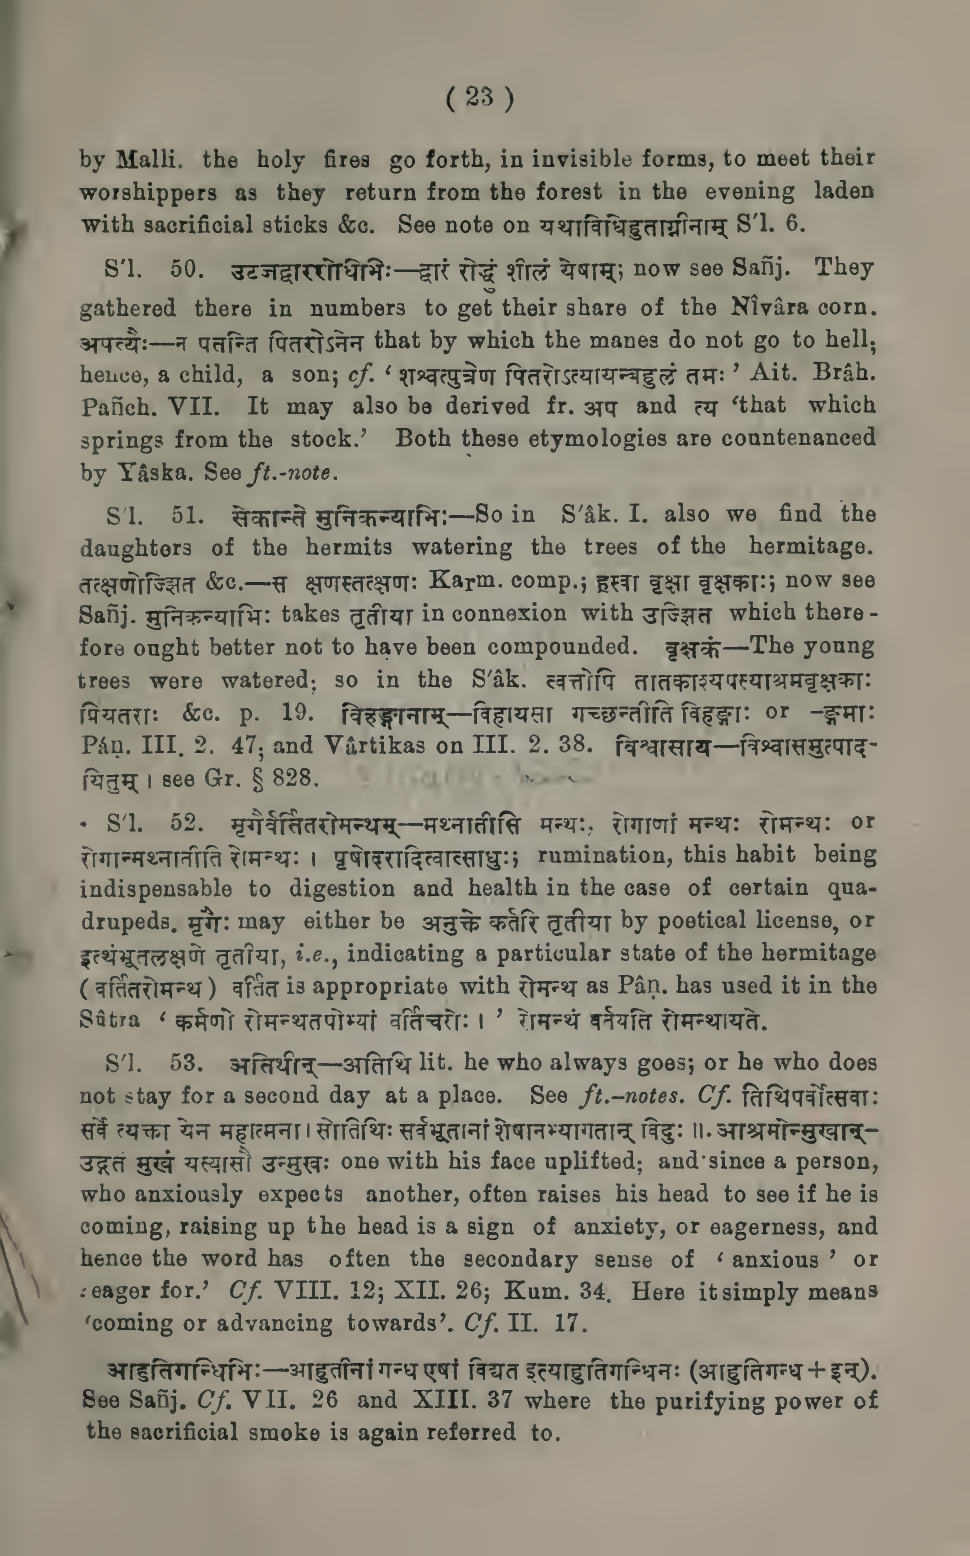 ( 23 )
by Malli. the holy fires go forth, in invisible forms, to meet their
worshippers as they return from the forest in the evening laden
with sacrificial sticks &c. See note on यथाविधिहुताग्नीनाम् S'l. 6.
S'l. 50. उटजद्वाररोधिभिः—द्वारं रोद्धुं शीलं येषाम्; now see Sañj. They
gathered there in numbers to get their share of the Nîvâra corn.
अपत्यैः—न पतन्ति पितरोऽनेन that by which the manes do not go to hell;
hence, a child, a son; cf. ‘ शश्वत्पुत्रेण पितरोऽत्यायन्बहुलं तमः ’ Ait. Brâh.
Pañch. VII. It may also be derived fr. अप and त्य ‘that which
springs from the stock.’ Both these etymologies are countenanced
by Yâska. See ft.-note.
S'l. 51. सेकान्ते मुनिकन्याभिः—So in S'âk. I. also we find the
daughters of the hermits watering the trees of the hermitage.
तत्क्षणोज्झित &c.—स क्षणस्तत्क्षणः Karm. comp.; ह्रस्वा वृक्षा वृक्षकाः; now see
Sañj. मुनिकन्याभिः takes तृतीया in connexion with उज्झित which there-
fore ought better not to have been compounded. वृक्षकं—The young
trees were watered; so in the S'âk. त्वत्तोपि तातकाश्यपस्याश्रमवृक्षकाः
प्रियतराः &c. p. 19. विहङ्गानाम्—विहायसा गच्छन्तीति विहङ्गाः or -ङ्गमाः
Pâṇ. III. 2. 47; and Vârtikas on III. 2. 38. विश्वासाय—विश्वासमुत्पाद-
यितुम् । see Gr. § 828.
S'l. 52. मृगैर्वर्तितरोमन्थम्—मथ्नातीति मन्थः, रोगाणां मन्थः रोमन्थः or
रोगान्मथ्नातीति रोमन्थः । पृषोदरादित्वात्साधुः; rumination, this habit being
indispensable to digestion and health in the case of certain qua-
drupeds. मृगैः may either be अनुक्ते कर्तरि तृतीया by poetical license, or
इत्थंभूतलक्षणे तृतीया, i.e., indicating a particular state of the hermitage
( वर्तितरोमन्थ ) वर्तित is appropriate with रोमन्थ as Pâṇ. has used it in the
Sûtra ‘ कर्मणो रोमन्थतपोभ्यां वर्तिचरोः । ’ रोमन्थं वर्तयति रोमन्थायते.
S'l. 53. अतिथीन्—अतिथि lit. he who always goes; or he who does
not stay for a second day at a place. See ft.-notes. Cf. तिथिपर्वोत्सवाः
सर्वे त्यक्ता येन महात्मना । सोतिथिः सर्वभूतानां शेषानभ्यागतान् विदुः ॥. आश्रमोन्मुखान्-
उद्गतं मुखं यस्यासौ उन्मुखः one with his face uplifted; and since a person,
who anxiously expects another, often raises his head to see if he is
coming, raising up the head is a sign of anxiety, or eagerness, and
hence the word has often the secondary sense of ‘ anxious ’ or
‘eager for.’ Cf. VIII. 12; XII. 26; Kum. 34. Here it simply means
‘coming or advancing towards’. Cf. II. 17.
आहुतिगन्धिभिः—आहुतीनां गन्ध एषां विद्यत इत्याहुतिगन्धिनः (आहुतिगन्ध + इन्).
See Sañj. Cf. VII. 26 and XIII. 37 where the purifying power of
the sacrificial smoke is again referred to.